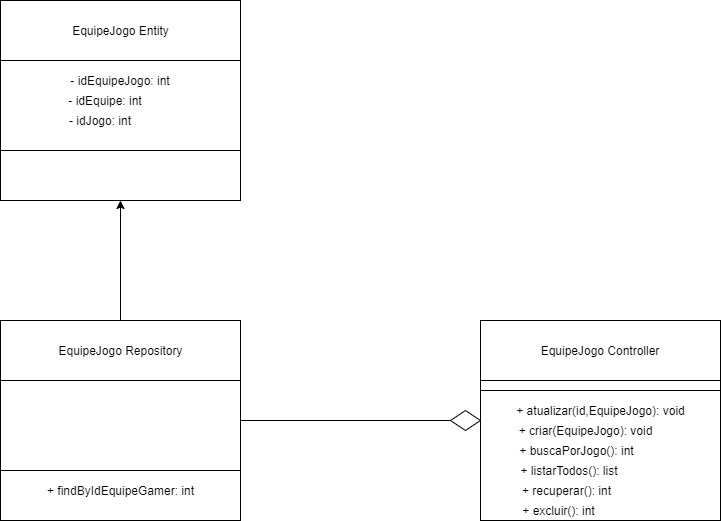 EquipeJogo Entity
- idEquipeJogo: int
- idEquipe: int
- idJogo: int
EquipeJogo Repository
+ findByIdEquipeGamer: int
EquipeJogo Controller
+ atualizar(id,EquipeJogo): void
+ criar(EquipeJogo): void
+ buscaPorJogo(): int
+ listarTodos(): list
+ recuperar(): int
+ excluir(): int